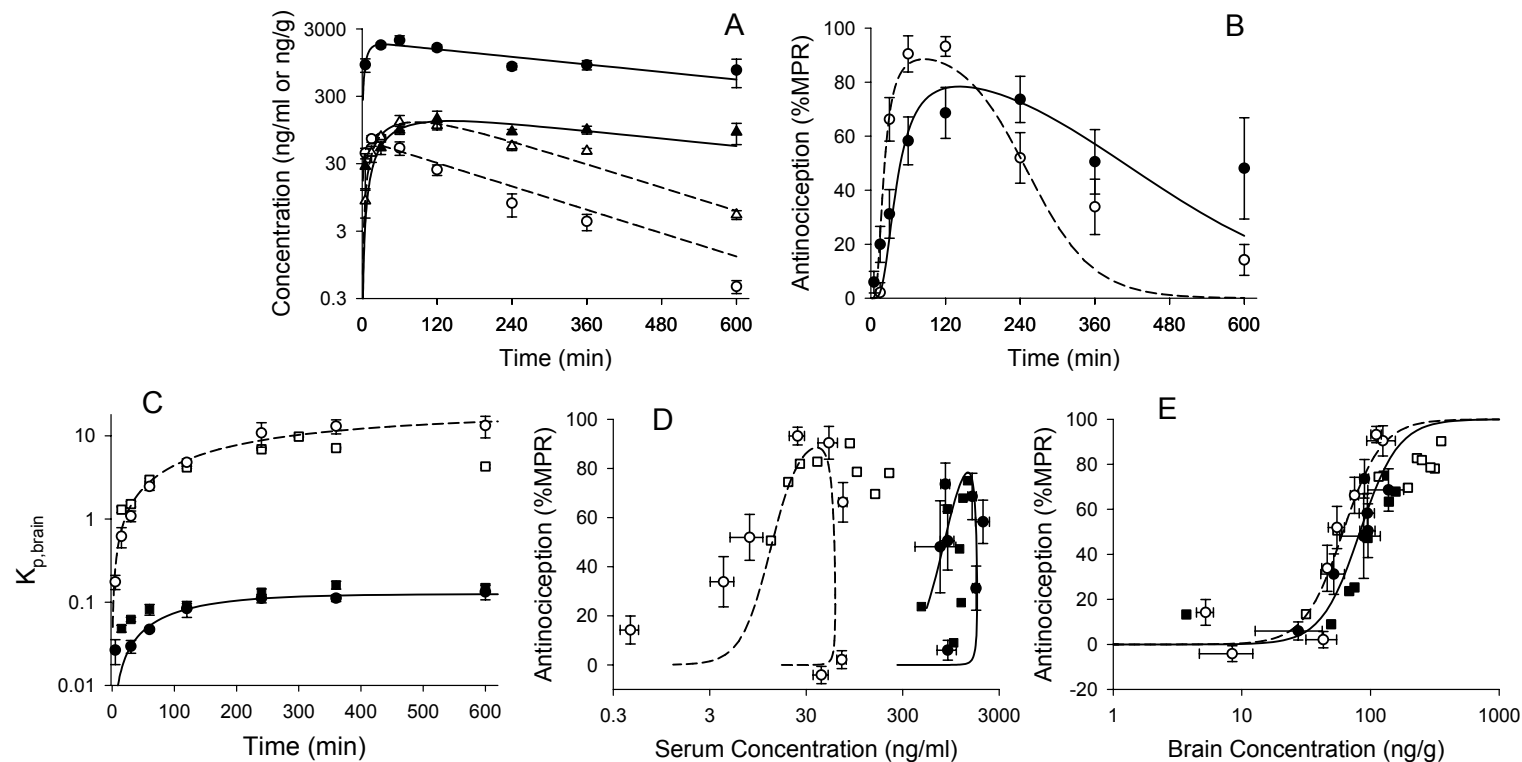 A
Concentration (ng/ml or ng/g)
3000
300
30
3
0.3
0 120 240 360 480 600
Time (min)
B
Antinociception (%MPR)
100
80
60
40
20
0
0 120 240 360 480 600
Time (min)
C
Kp,brain
10
1
0.1
0.01
0 100 200 300 400 500 600
Time (min)
D
Antinociception (%MPR)
100
80
60
40
20
0
0.3 3 30 300 3000
Serum Concentration (ng/ml)
E
Antinociception (%MPR)
100
80
60
40
20
0
-20
1 10 100 1000
Brain Concentration (ng/g)